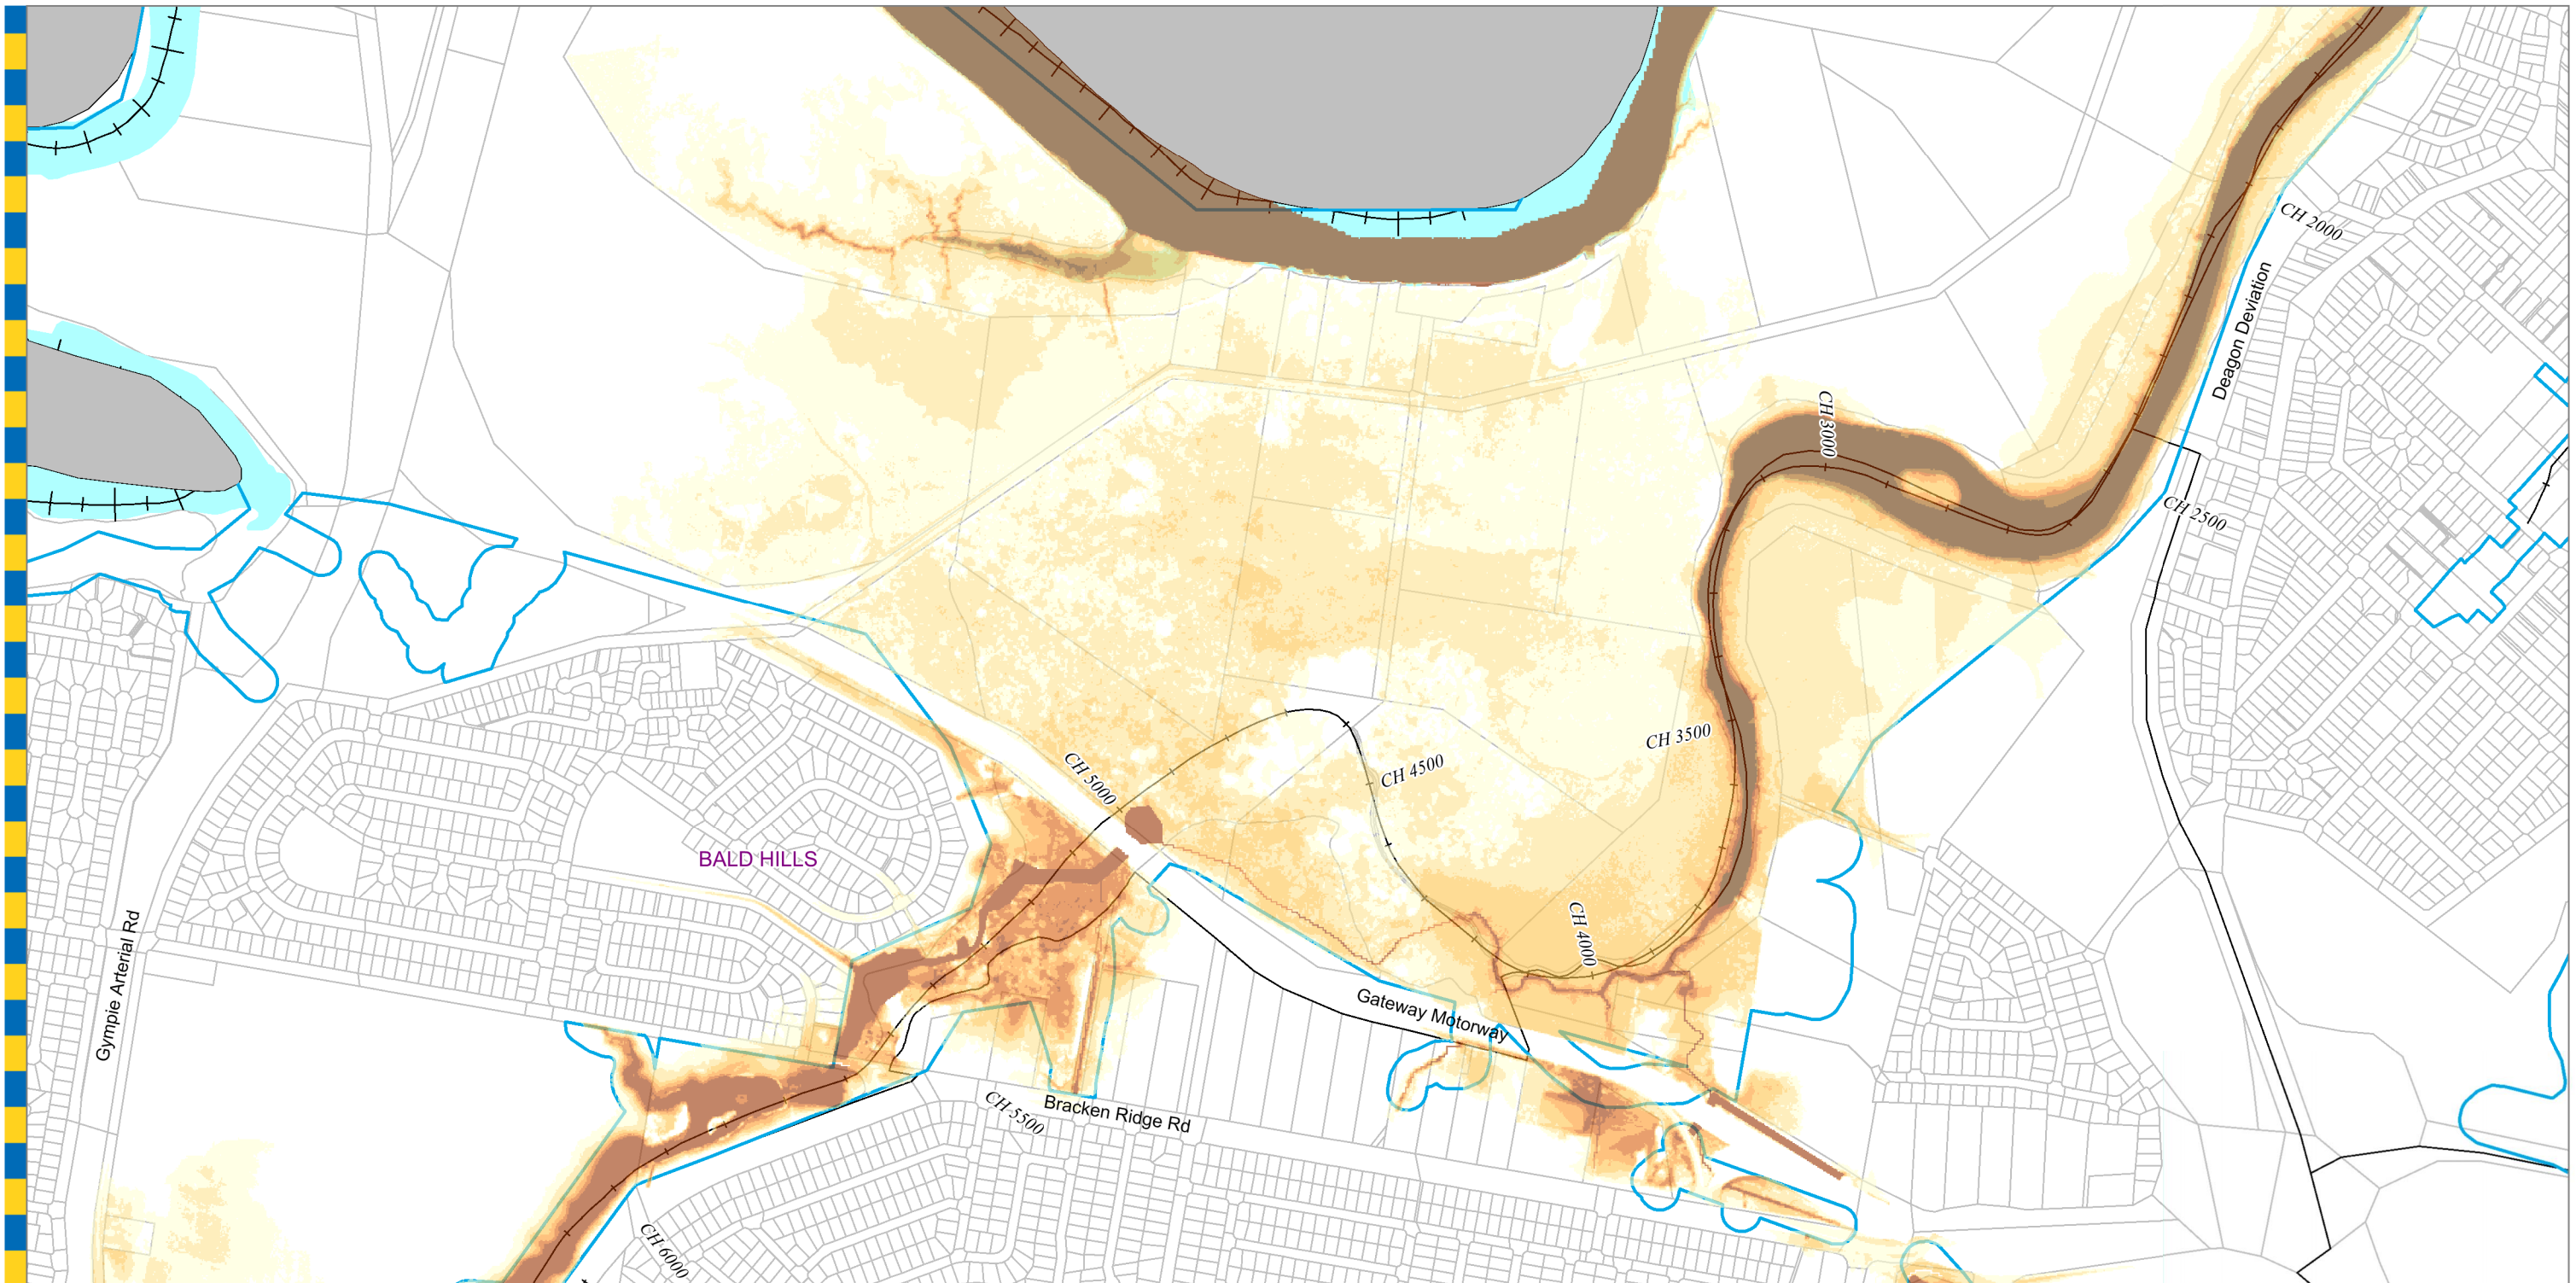 CH 2000
Deagon Deviation
CH 3000
CH 2500
CH 3500
CH 5000
CH 4500
BALD HILLS
Gympie Arterial Rd
CH 4000
Gateway Motorway
CH 5500
Bracken Ridge Rd
CH 6000